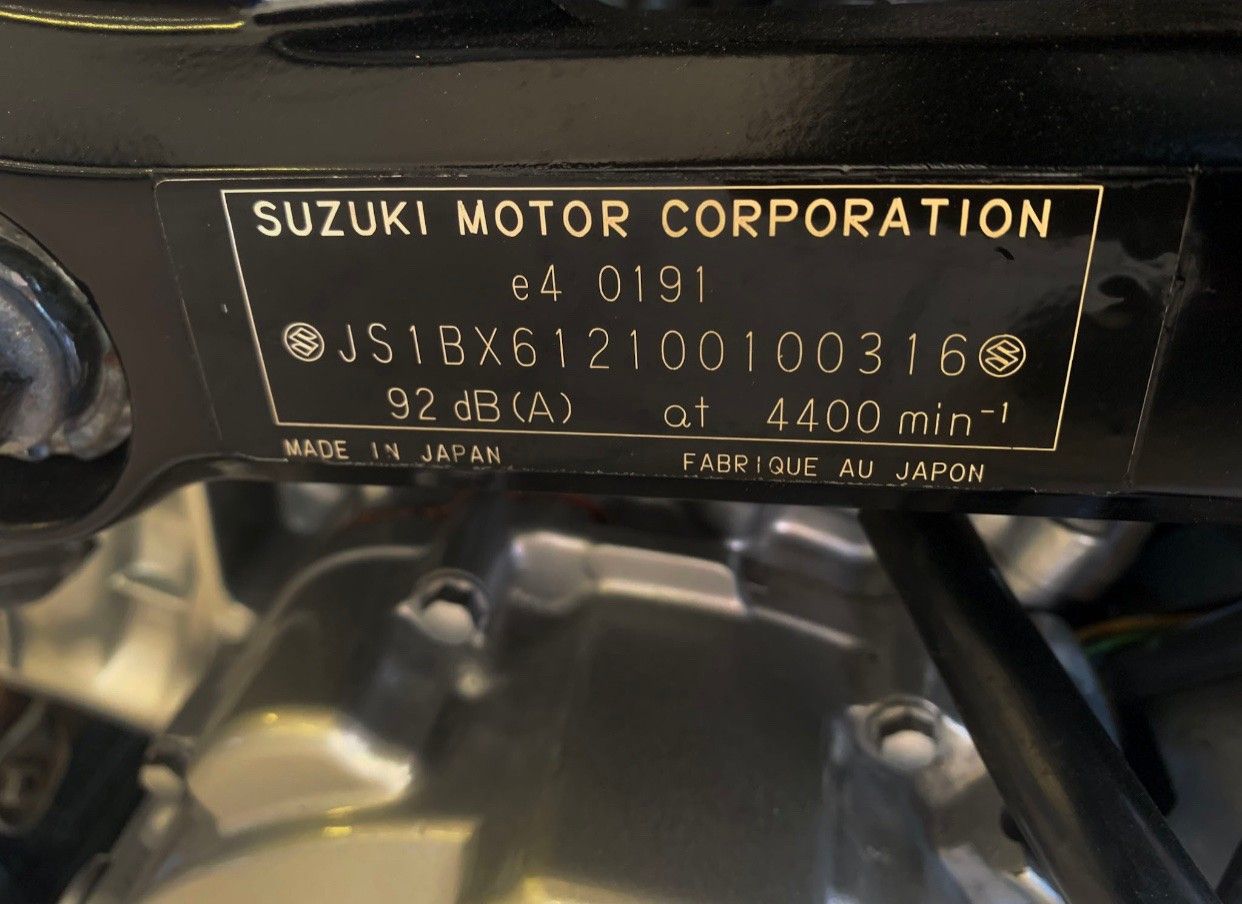 SUZUKI MOTOR CORPORATION
e4 0191
JS1BX612100100316
92 dB(A) at 4400 min⁻¹
MADE IN JAPAN FABRIQUE AU JAPON